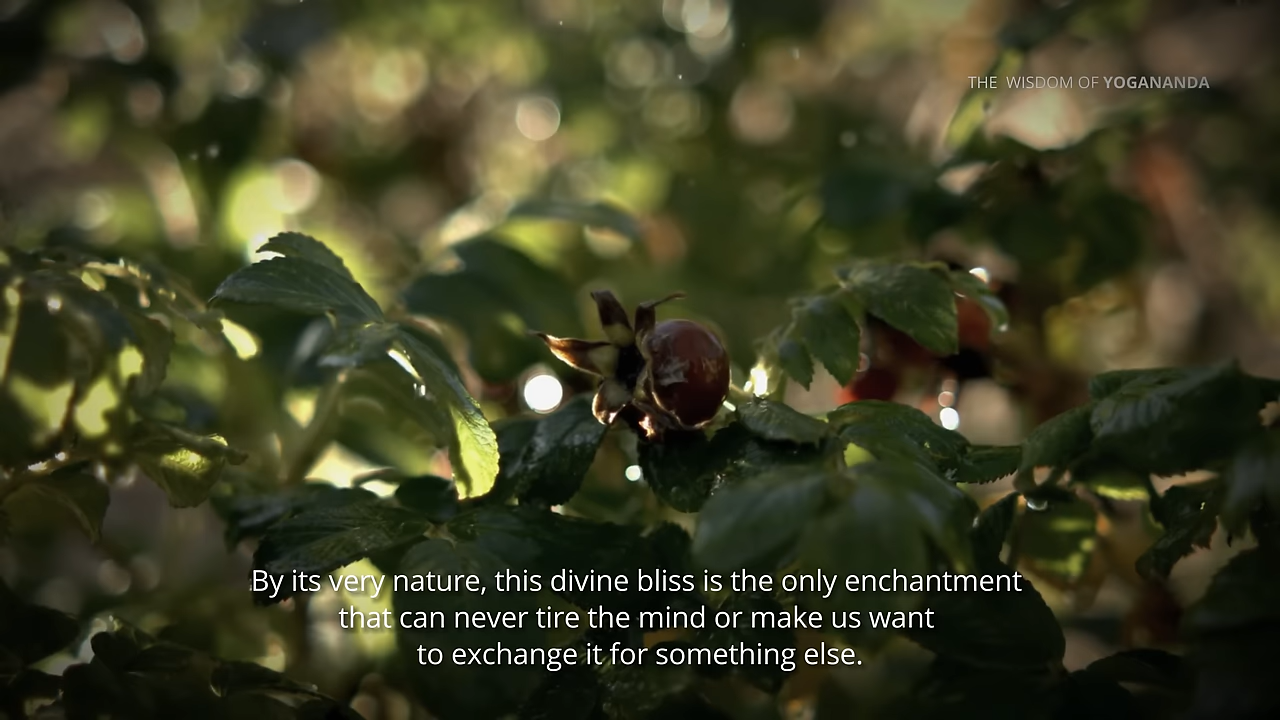 THE WISDOM OF YOGANANDA
By its very nature, this divine bliss is the only enchantment
that can never tire the mind or make us want
to exchange it for something else.